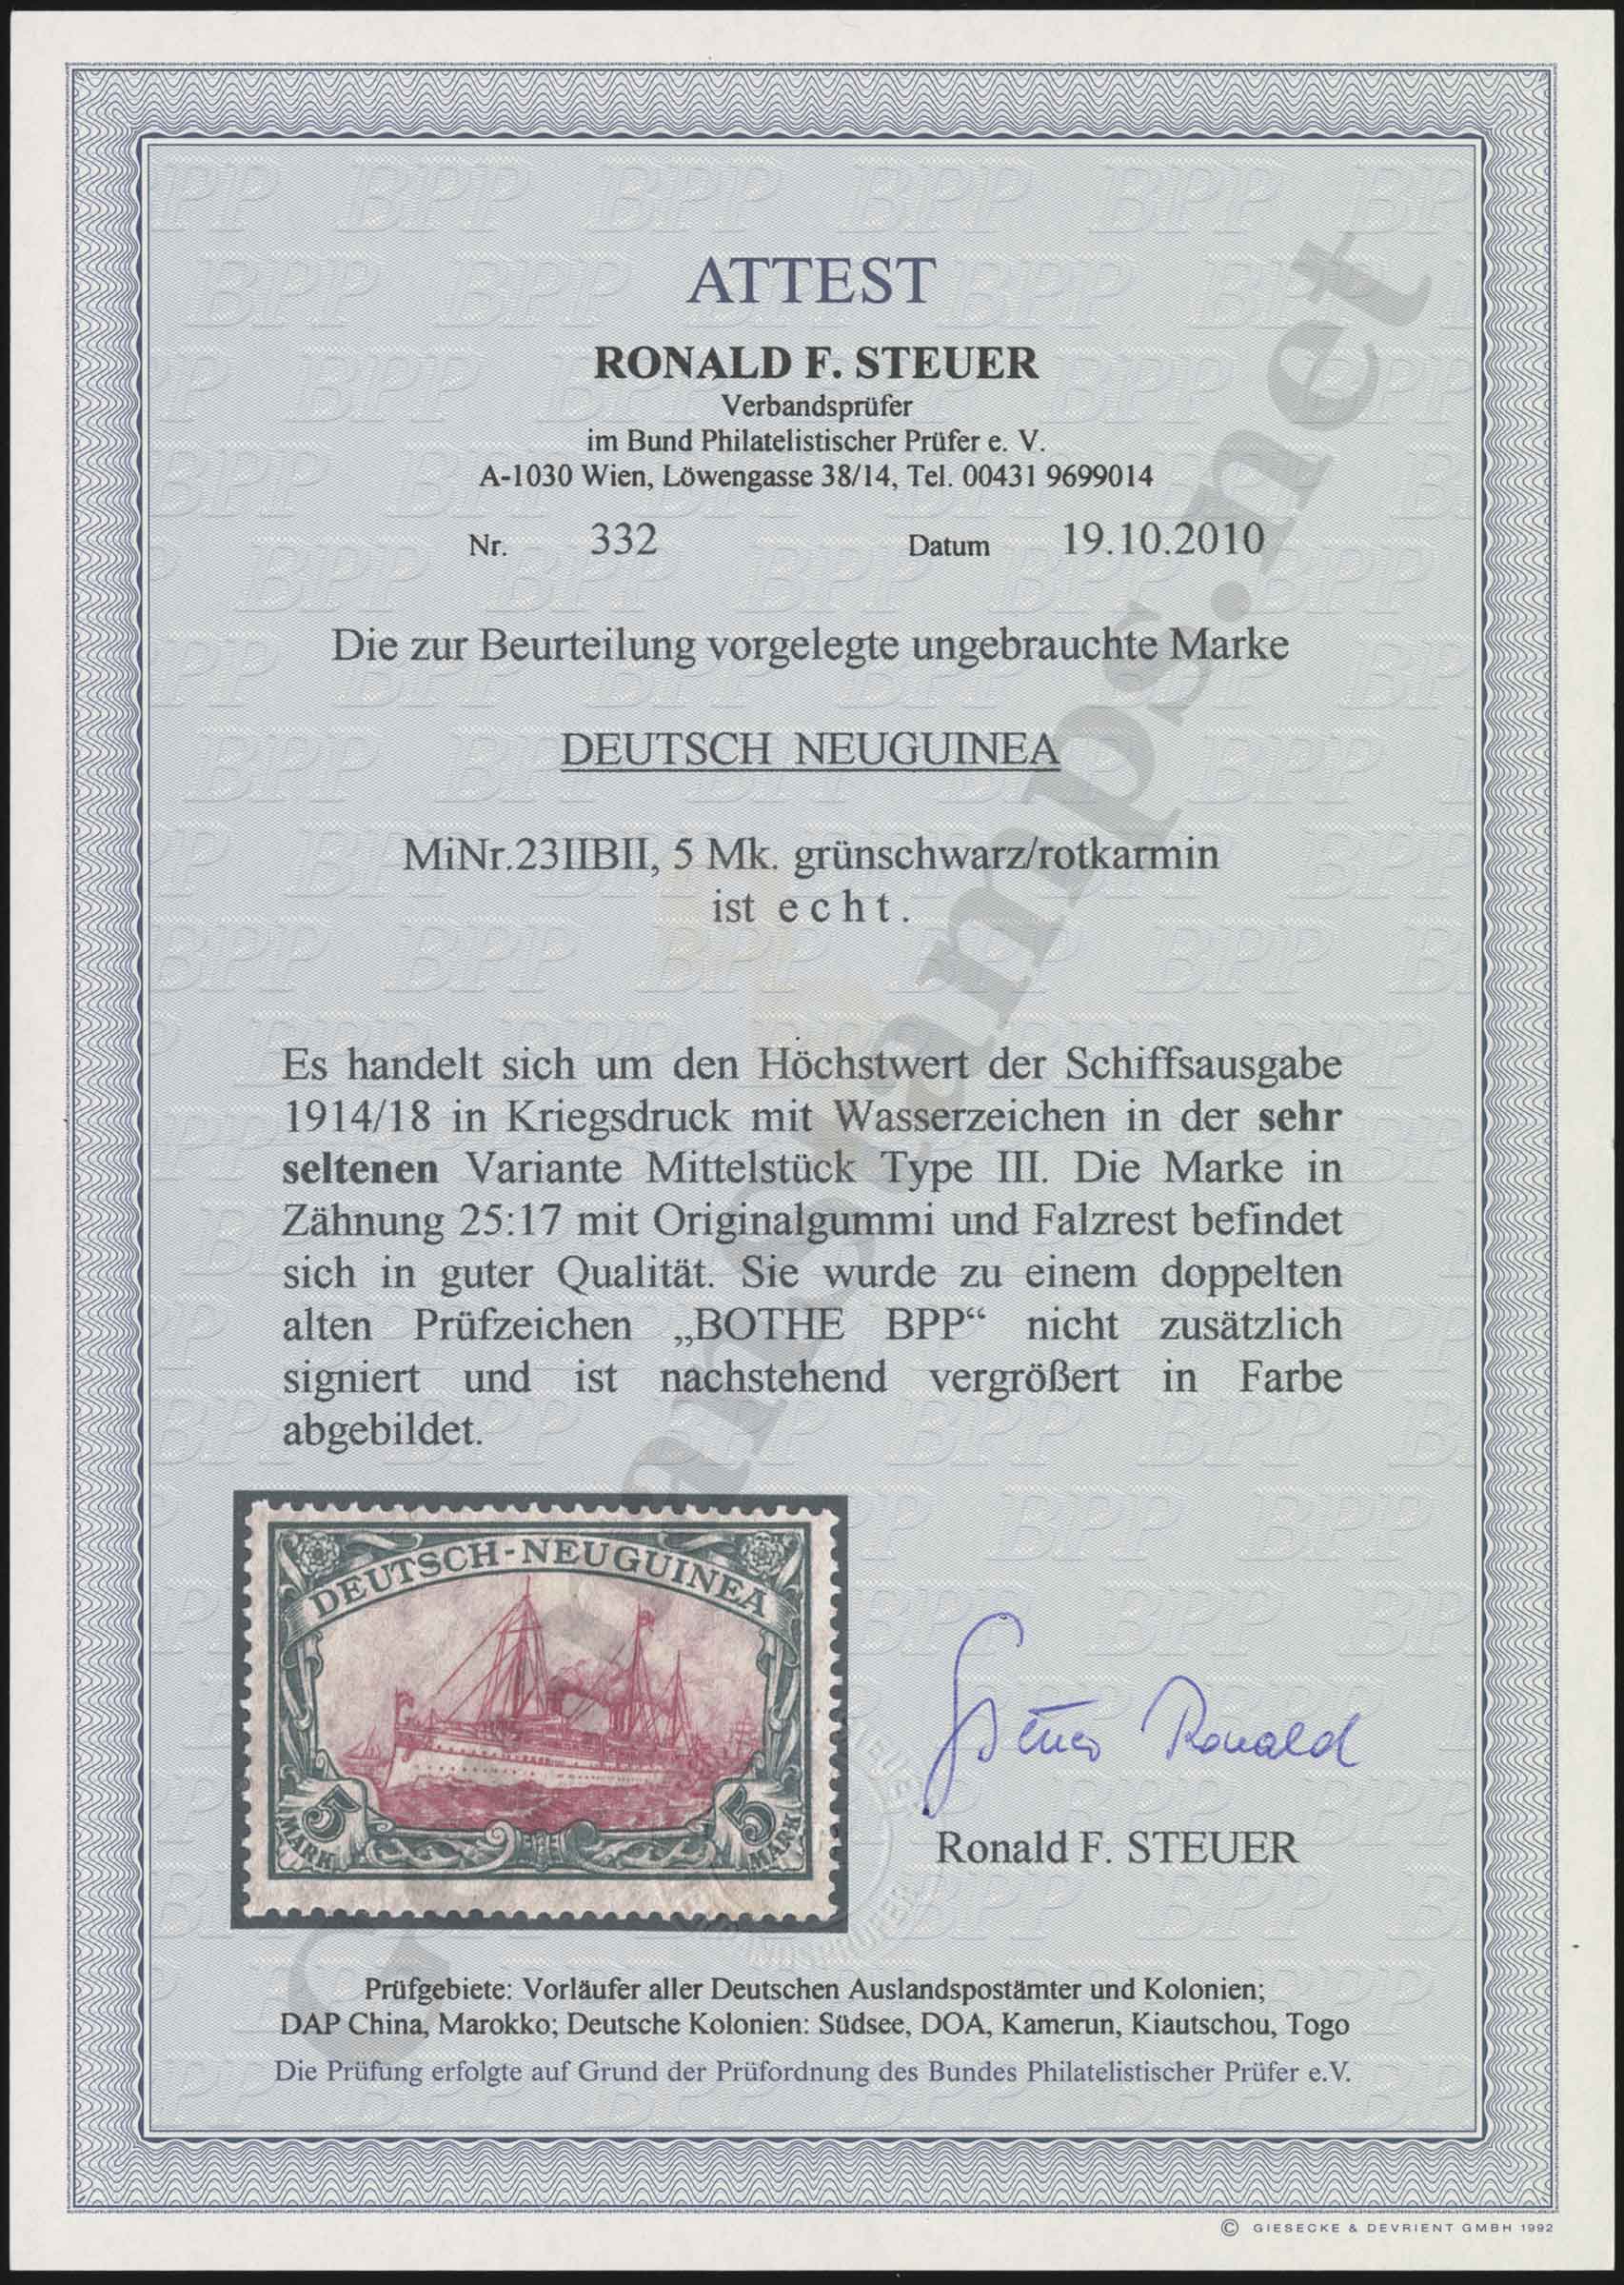 ATTEST
RONALD F. STEUER
Verbandsprüfer
im Bund Philatelistischer Prüfer e. V.
A-1030 Wien, Löwengasse 38/14, Tel. 00431 9699014
Nr. 332 Datum 19.10.2010
Die zur Beurteilung vorgelegte ungebrauchte Marke
DEUTSCH NEUGUINEA
MiNr.23IIBII, 5 Mk. grünschwarz/rotkarmin
ist echt.
Es handelt sich um den Höchstwert der Schiffsausgabe
1914/18 in Kriegsdruck mit Wasserzeichen in der sehr
seltenen Variante Mittelstück Type III. Die Marke in
Zähnung 25:17 mit Originalgummi und Falzrest befindet
sich in guter Qualität. Sie wurde zu einem doppelten
alten Prüfzeichen „BOTHE BPP“ nicht zusätzlich
signiert und ist nachstehend vergrößert in Farbe
abgebildet.
DEUTSCH-NEUGUINEA
5 MARK 5 MARK
Steuer Ronald
Ronald F. STEUER
Prüfgebiete: Vorläufer aller Deutschen Auslandspostämter und Kolonien;
DAP China, Marokko; Deutsche Kolonien: Südsee, DOA, Kamerun, Kiautschou, Togo
Die Prüfung erfolgte auf Grund der Prüfordnung des Bundes Philatelistischer Prüfer e.V.
© GIESECKE & DEVRIENT GMBH 1992
GermanStamps.net